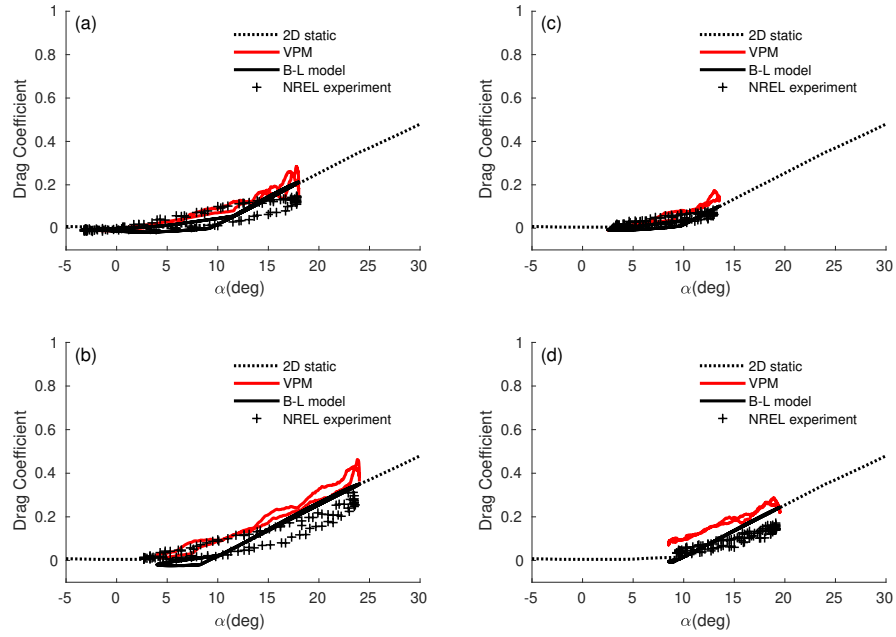 (a)
2D static
VPM
B-L model
NREL experiment
Drag Coefficient
1
0.8
0.6
0.4
0.2
0
-5 0 5 10 15 20 25 30
α(deg)
(c)
2D static
VPM
B-L model
NREL experiment
Drag Coefficient
1
0.8
0.6
0.4
0.2
0
-5 0 5 10 15 20 25 30
α(deg)
(b)
2D static
VPM
B-L model
NREL experiment
Drag Coefficient
1
0.8
0.6
0.4
0.2
0
-5 0 5 10 15 20 25 30
α(deg)
(d)
2D static
VPM
B-L model
NREL experiment
Drag Coefficient
1
0.8
0.6
0.4
0.2
0
-5 0 5 10 15 20 25 30
α(deg)